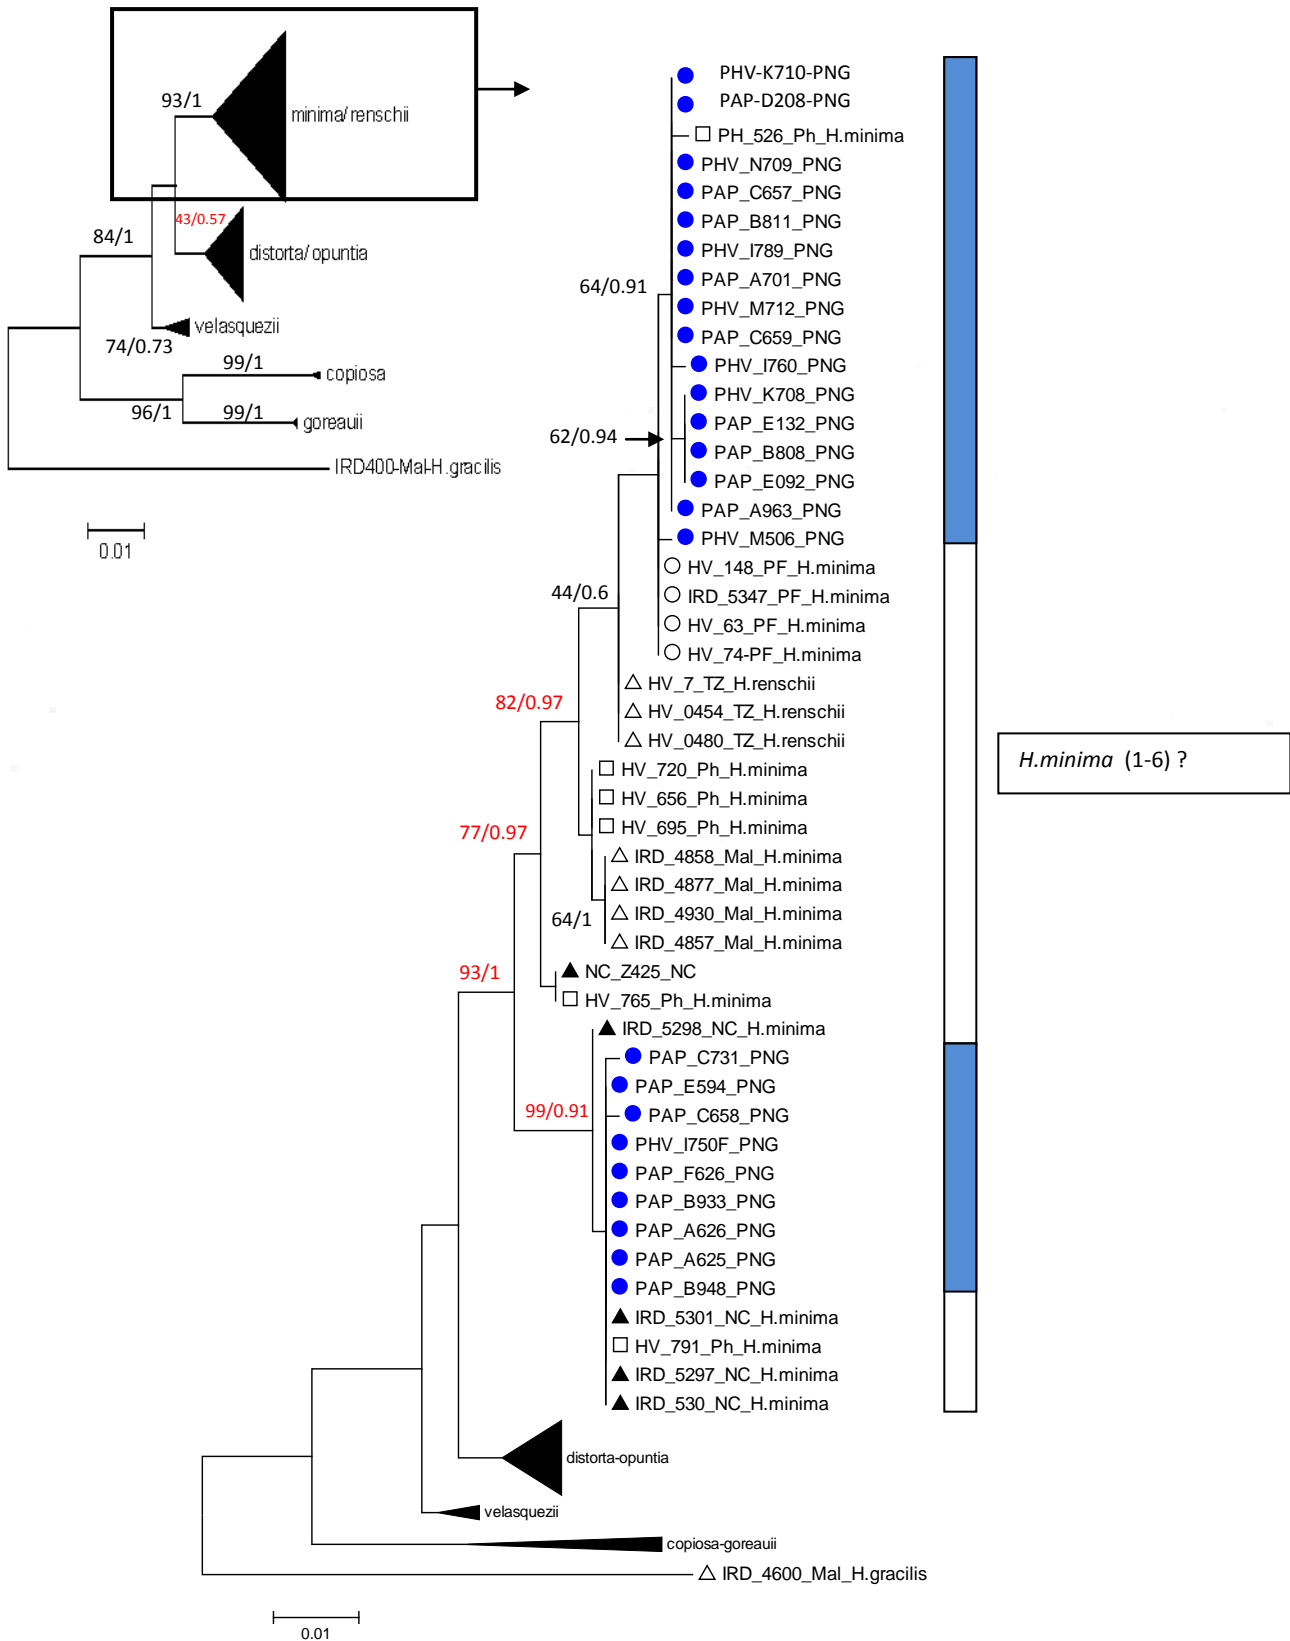 93/1
minima/renschii
43/0.57
84/1
distorta/opuntia
velasquezii
74/0.73
99/1
copiosa
96/1
99/1
goreauii
IRD400-Mal-H.gracilis
0.01
PHV-K710-PNG
PAP-D208-PNG
PH_526_Ph_H.minima
PHV_N709_PNG
PAP_C657_PNG
PAP_B811_PNG
PHV_I789_PNG
PAP_A701_PNG
64/0.91
PHV_M712_PNG
PAP_C659_PNG
PHV_I760_PNG
PHV_K708_PNG
PAP_E132_PNG
62/0.94
PAP_B808_PNG
PAP_E092_PNG
PAP_A963_PNG
PHV_M506_PNG
HV_148_PF_H.minima
44/0.6
IRD_5347_PF_H.minima
HV_63_PF_H.minima
HV_74-PF_H.minima
HV_7_TZ_H.renschii
82/0.97
HV_0454_TZ_H.renschii
HV_0480_TZ_H.renschii
H.minima (1-6) ?
HV_720_Ph_H.minima
HV_656_Ph_H.minima
HV_695_Ph_H.minima
77/0.97
IRD_4858_Mal_H.minima
IRD_4877_Mal_H.minima
IRD_4930_Mal_H.minima
64/1
IRD_4857_Mal_H.minima
93/1
NC_Z425_NC
HV_765_Ph_H.minima
IRD_5298_NC_H.minima
PAP_C731_PNG
PAP_E594_PNG
99/0.91
PAP_C658_PNG
PHV_I750F_PNG
PAP_F626_PNG
PAP_B933_PNG
PAP_A626_PNG
PAP_A625_PNG
PAP_B948_PNG
IRD_5301_NC_H.minima
HV_791_Ph_H.minima
IRD_5297_NC_H.minima
IRD_530_NC_H.minima
distorta-opuntia
velasquezii
copiosa-goreauii
IRD_4600_Mal_H.gracilis
0.01